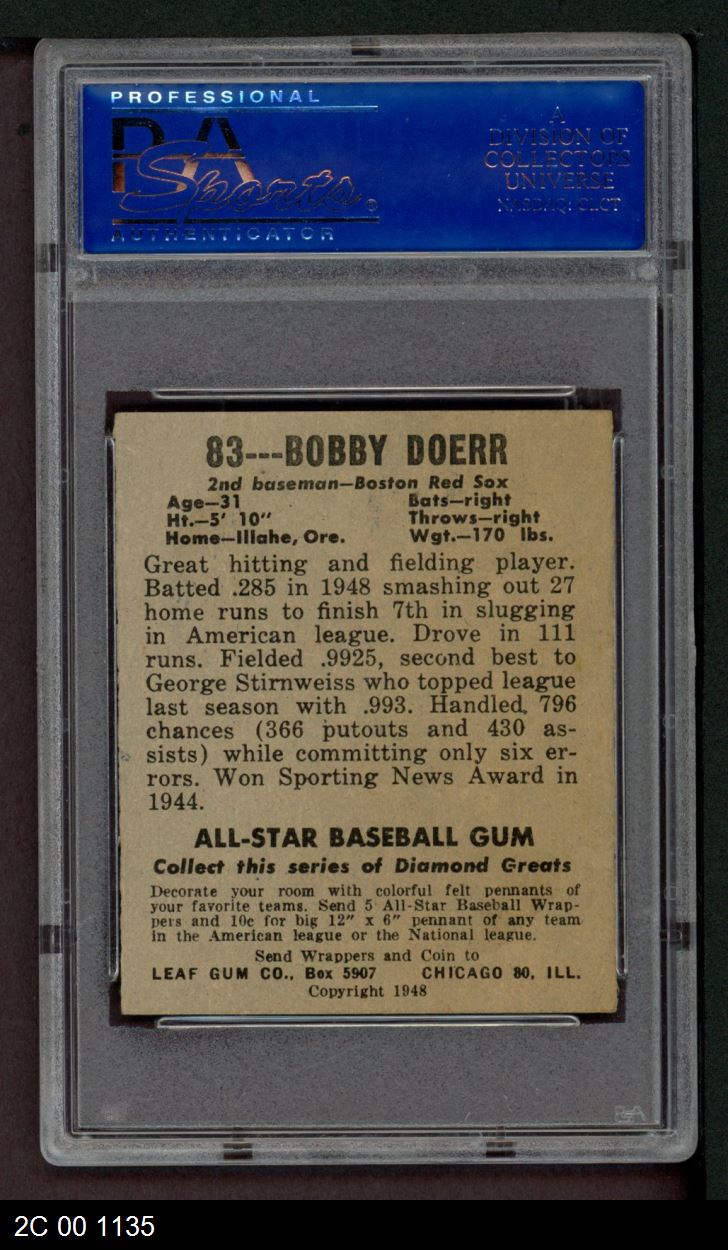 PROFESSIONAL
PSA
Sports®
AUTHENTICATOR
A
DIVISION OF
COLLECTORS
UNIVERSE
NASDAQ: CLCT
83---BOBBY DOERR
2nd baseman—Boston Red Sox
Age—31 Bats—right
Ht.—5' 10" Throws—right
Home—Illahe, Ore. Wgt.—170 lbs.
Great hitting and fielding player.
Batted .285 in 1948 smashing out 27
home runs to finish 7th in slugging
in American league. Drove in 111
runs. Fielded .9925, second best to
George Stirnweiss who topped league
last season with .993. Handled, 796
chances (366 putouts and 430 as-
sists) while committing only six er-
rors. Won Sporting News Award in
1944.
ALL-STAR BASEBALL GUM
Collect this series of Diamond Greats
Decorate your room with colorful felt pennants of
your favorite teams. Send 5 All-Star Baseball Wrap-
pers and 10c for big 12" x 6" pennant of any team
in the American league or the National league.
Send Wrappers and Coin to
LEAF GUM CO., Box 5907 CHICAGO 80, ILL.
Copyright 1948
PSA
2C 00 1135